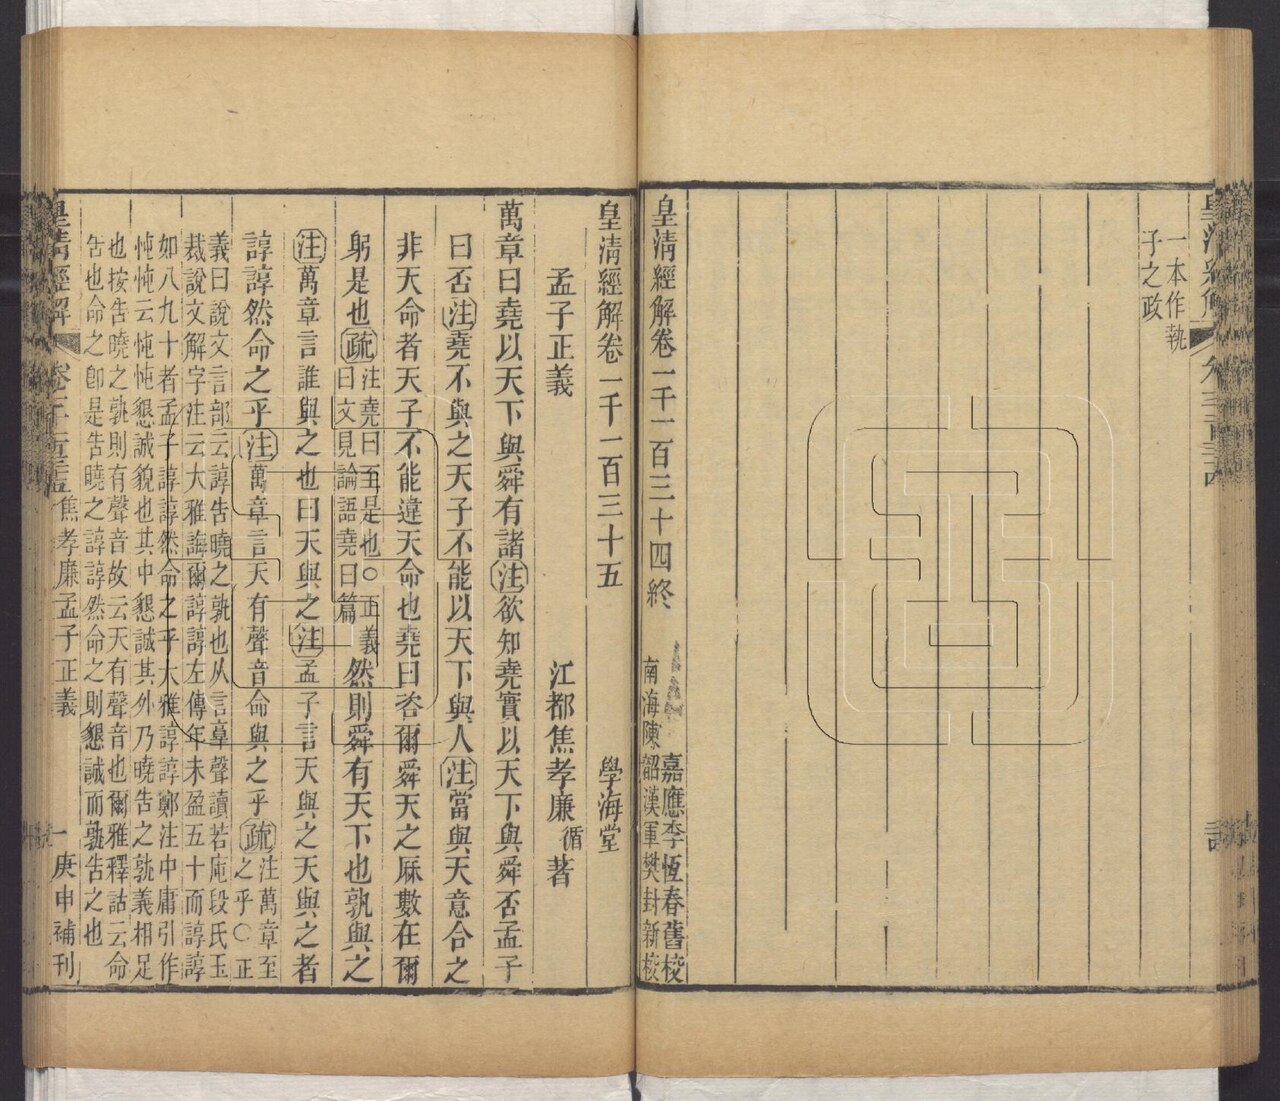 一本作執
子之政
皇清經解卷一千一百三十四終
嘉應李恆春舊校
南海陳韶漢軍樊封新校
皇清經解卷一千一百三十五
學海堂
孟子正義
江都焦孝廉循著
萬章曰堯以天下與舜有諸注欲知堯實以天下與舜否孟子
曰否注堯不與之天子不能以天下與人注當與天意合之
非天命者天子不能違天命也堯曰咨爾舜天之厤數在爾
躬是也疏注堯曰至是也○正義
曰文見論語堯曰篇
然則舜有天下也孰與之
注萬章言誰與之也曰天與之注孟子言天與之天與之者
諄諄然命之乎注萬章言天有聲音命與之乎疏注萬章至
之乎○正
義曰說文言部云諄告曉之孰也从言𦎧聲讀若庉段氏玉
裁說文解字注云大雅誨爾諄諄左傳年未盈五十而諄諄
如八九十者孟子諄諄然命之乎大雅諄諄鄭注中庸引作
忳忳云忳忳懇誠貌也其中懇誠其外乃曉告之孰義相足
也按告曉之孰則有聲音故云天有聲音也爾雅釋詁云命
告也命之卽是告曉之諄諄然命之則懇誠而孰告之也
皇清經解
焦孝廉孟子正義
一
庚申補刊